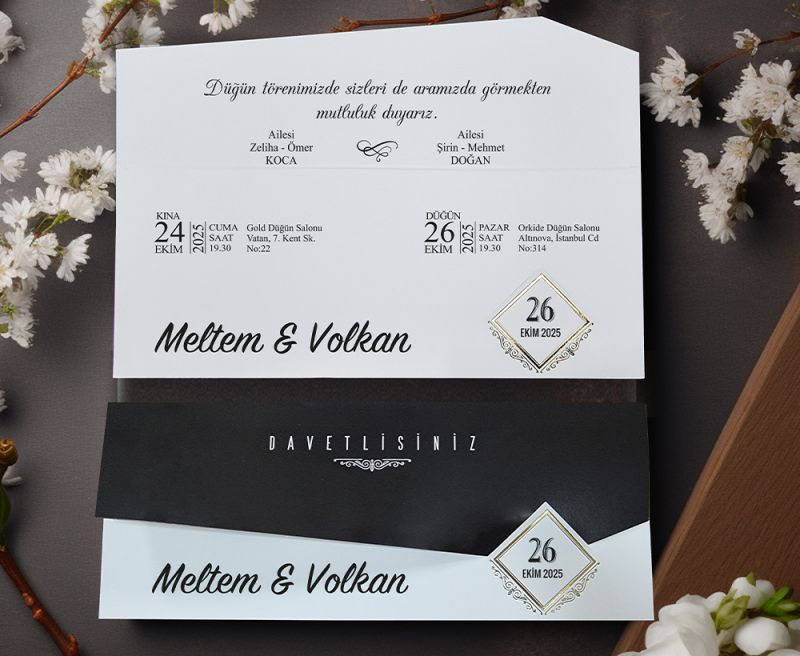 Düğün törenimizde sizleri de aramızda görmekten
mutluluk duyarız.
Ailesi
Zeliha - Ömer
KOCA
Ailesi
Şirin - Mehmet
DOĞAN
KINA
24
EKİM
2025
CUMA
SAAT
19.30
Gold Düğün Salonu
Vatan, 7. Kent Sk.
No:22
DÜĞÜN
26
EKİM
2025
PAZAR
SAAT
19.30
Orkide Düğün Salonu
Altınova, İstanbul Cd
No:314
Meltem & Volkan
26
EKİM 2025
DAVETLİSİNİZ
Meltem & Volkan
26
EKİM 2025